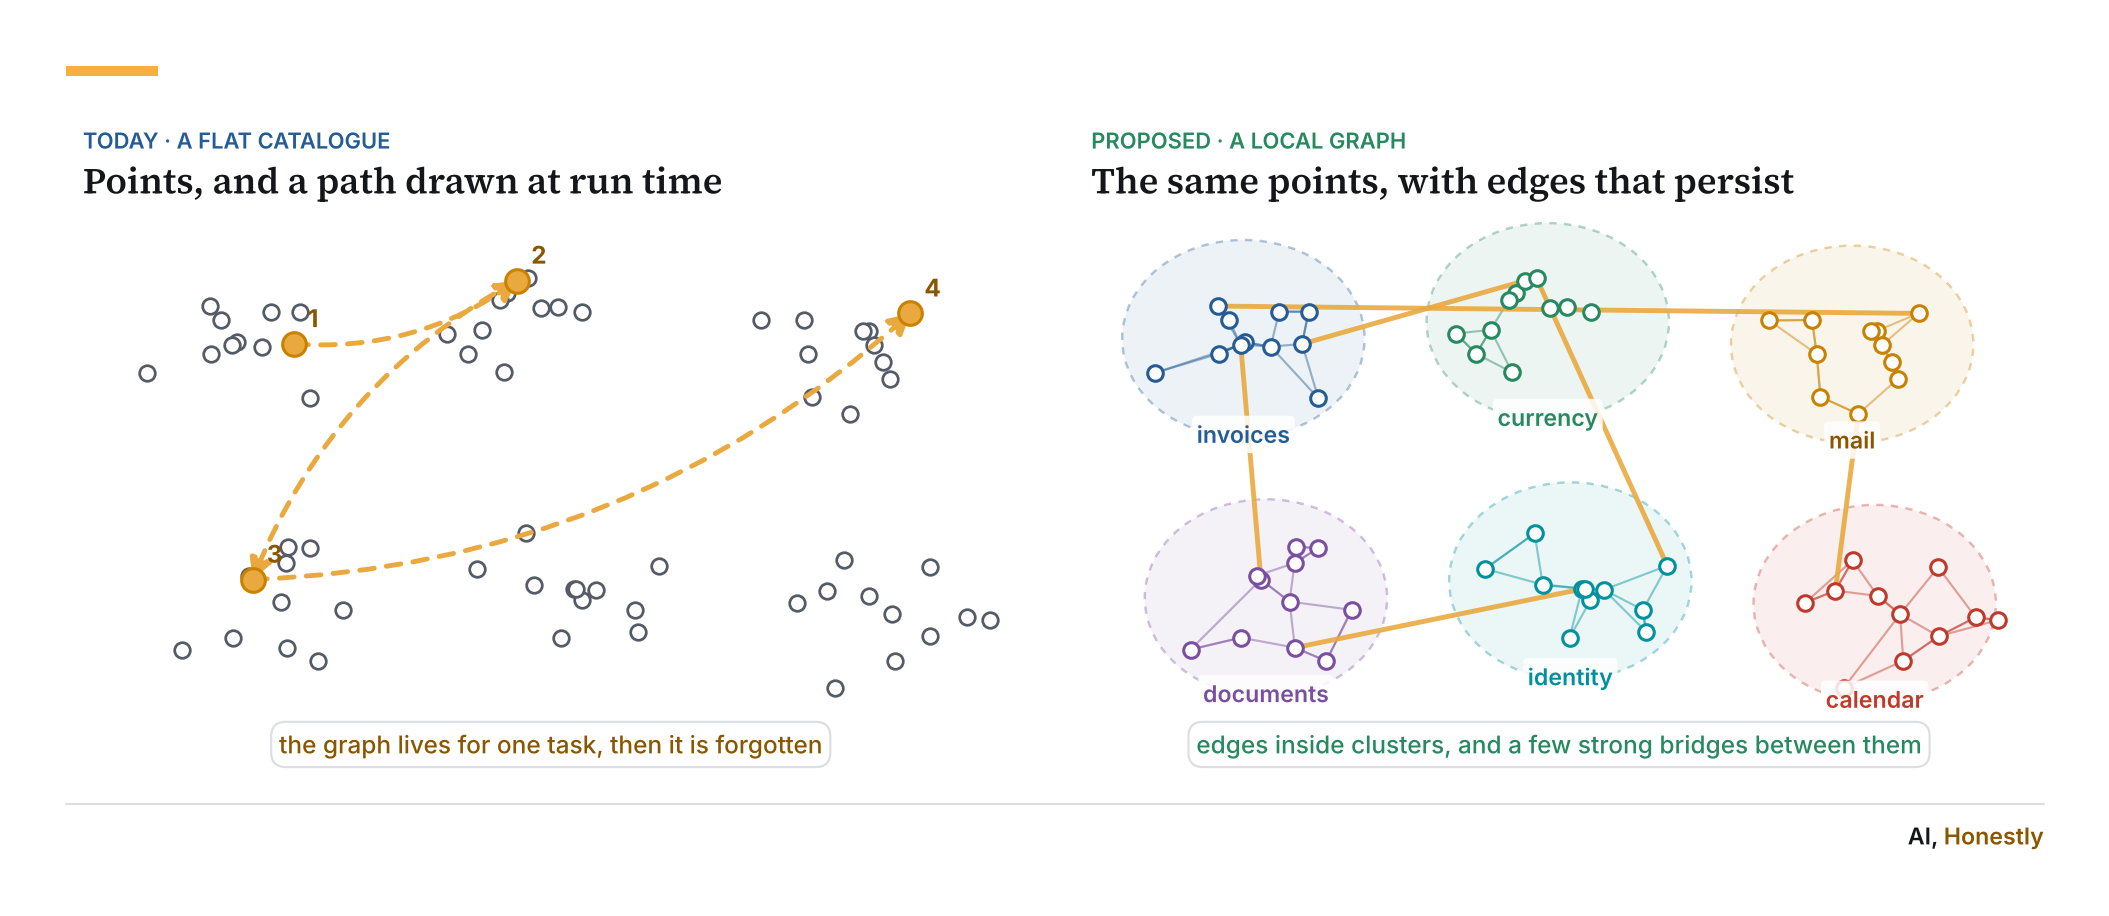 TODAY · A FLAT CATALOGUE
Points, and a path drawn at run time
1
2
3
4
the graph lives for one task, then it is forgotten
PROPOSED · A LOCAL GRAPH
The same points, with edges that persist
invoices
currency
mail
documents
identity
calendar
edges inside clusters, and a few strong bridges between them
AI, Honestly